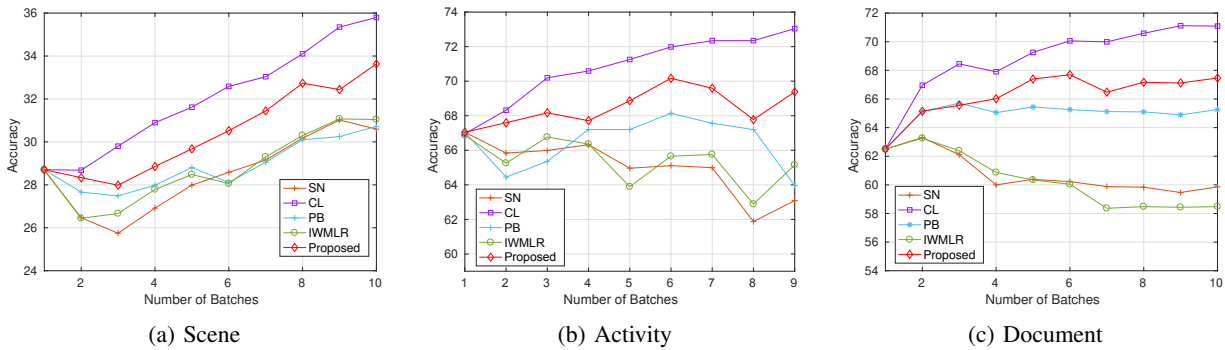 36
34
32
30
28
26
24
2
4
6
8
10
Accuracy
Number of Batches
SN
CL
PB
IWMLR
Proposed
(a) Scene
74
72
70
68
66
64
62
60
1
2
3
4
5
6
7
8
9
Accuracy
Number of Batches
SN
CL
PB
IWMLR
Proposed
(b) Activity
72
70
68
66
64
62
60
58
56
54
2
4
6
8
10
Accuracy
Number of Batches
SN
CL
PB
IWMLR
Proposed
(c) Document